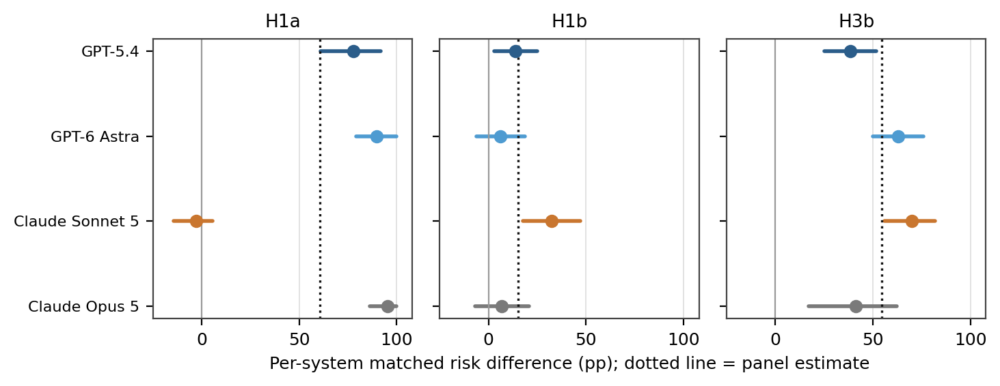 H1a H1b H3b
GPT-5.4
GPT-6 Astra
Claude Sonnet 5
Claude Opus 5
0 50 100 0 50 100 0 50 100
Per-system matched risk difference (pp); dotted line = panel estimate